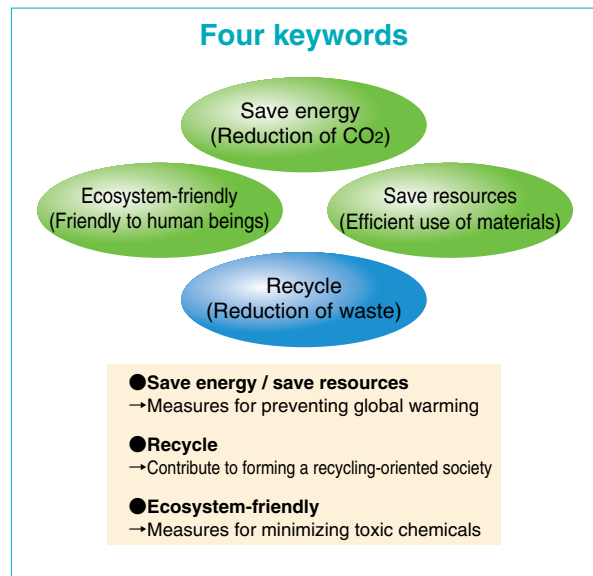 Four keywords
Save energy
(Reduction of CO2)
Ecosystem-friendly
(Friendly to human beings)
Save resources
(Efficient use of materials)
Recycle
(Reduction of waste)
●Save energy / save resources
→Measures for preventing global warming
●Recycle
→Contribute to forming a recycling-oriented society
●Ecosystem-friendly
→Measures for minimizing toxic chemicals